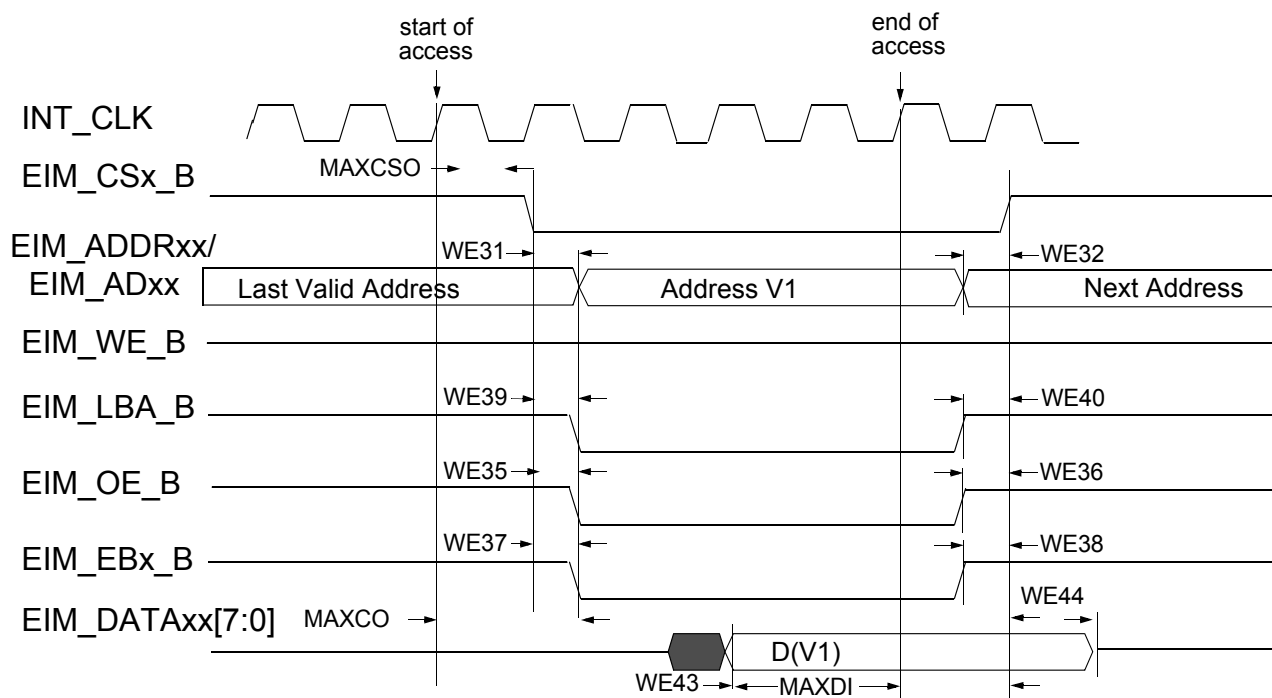 start of
access
end of
access
INT_CLK
MAXCSO
EIM_CSx_B
EIM_ADDRxx/
EIM_ADxx
WE31
WE32
Last Valid Address
Address V1
Next Address
EIM_WE_B
WE39
WE40
EIM_LBA_B
WE35
WE36
EIM_OE_B
WE37
WE38
EIM_EBx_B
WE44
EIM_DATAxx[7:0]
MAXCO
D(V1)
WE43
MAXDI